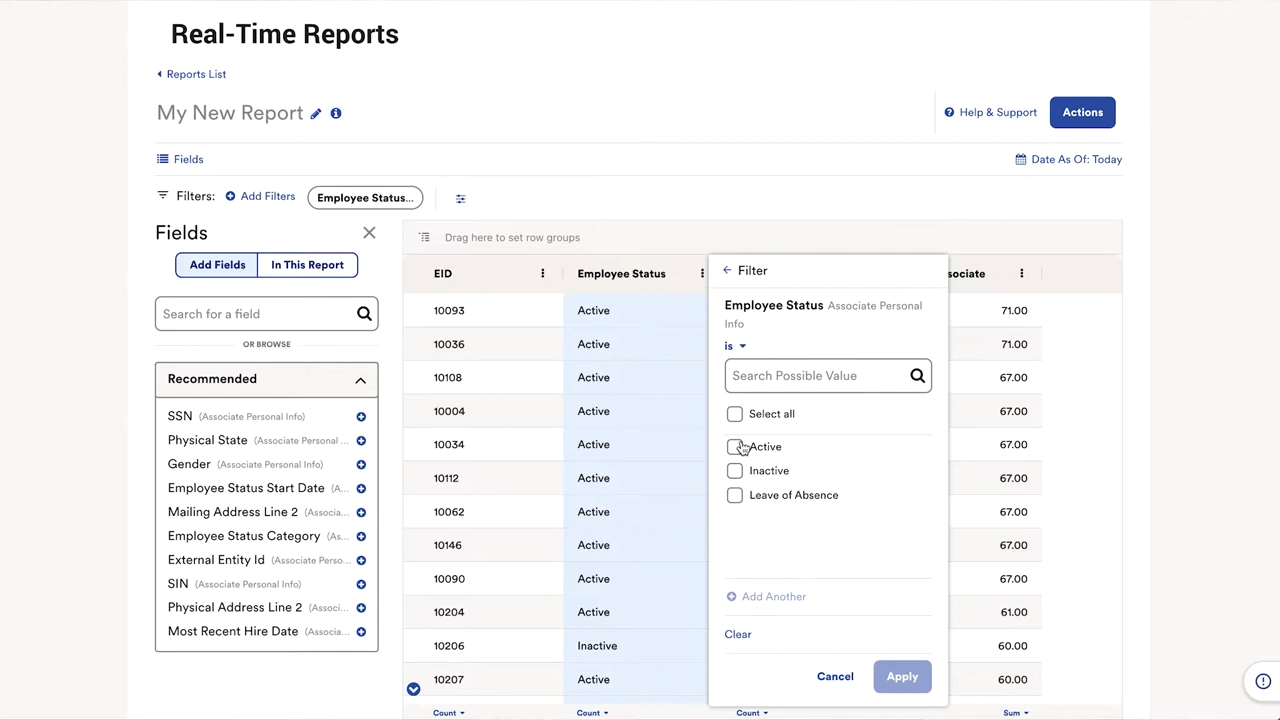 Real-Time Reports
Reports List
My New Report
Help & Support
Actions
Fields
Date As Of: Today
Filters:
Add Filters
Employee Status...
Fields
Add Fields
In This Report
Search for a field
OR BROWSE
Recommended
SSN (Associate Personal Info)
Physical State (Associate Personal ...
Gender (Associate Personal Info)
Employee Status Start Date (A...
Mailing Address Line 2 (Associa...
Employee Status Category (As...
External Entity Id (Associate Perso...
SIN (Associate Personal Info)
Physical Address Line 2 (Associ...
Most Recent Hire Date (Associa...
Drag here to set row groups
EID Employee Status sociate
10093 Active 71.00
10036 Active 71.00
10108 Active 67.00
10004 Active 67.00
10034 Active 67.00
10112 Active 67.00
10062 Active 67.00
10146 Active 67.00
10090 Active 67.00
10204 Active 61.00
10206 Inactive 60.00
10207 Active 60.00
Count Count Count Sum
Filter
Employee Status Associate Personal
Info
is
Search Possible Value
Select all
Active
Inactive
Leave of Absence
Add Another
Clear
Cancel
Apply